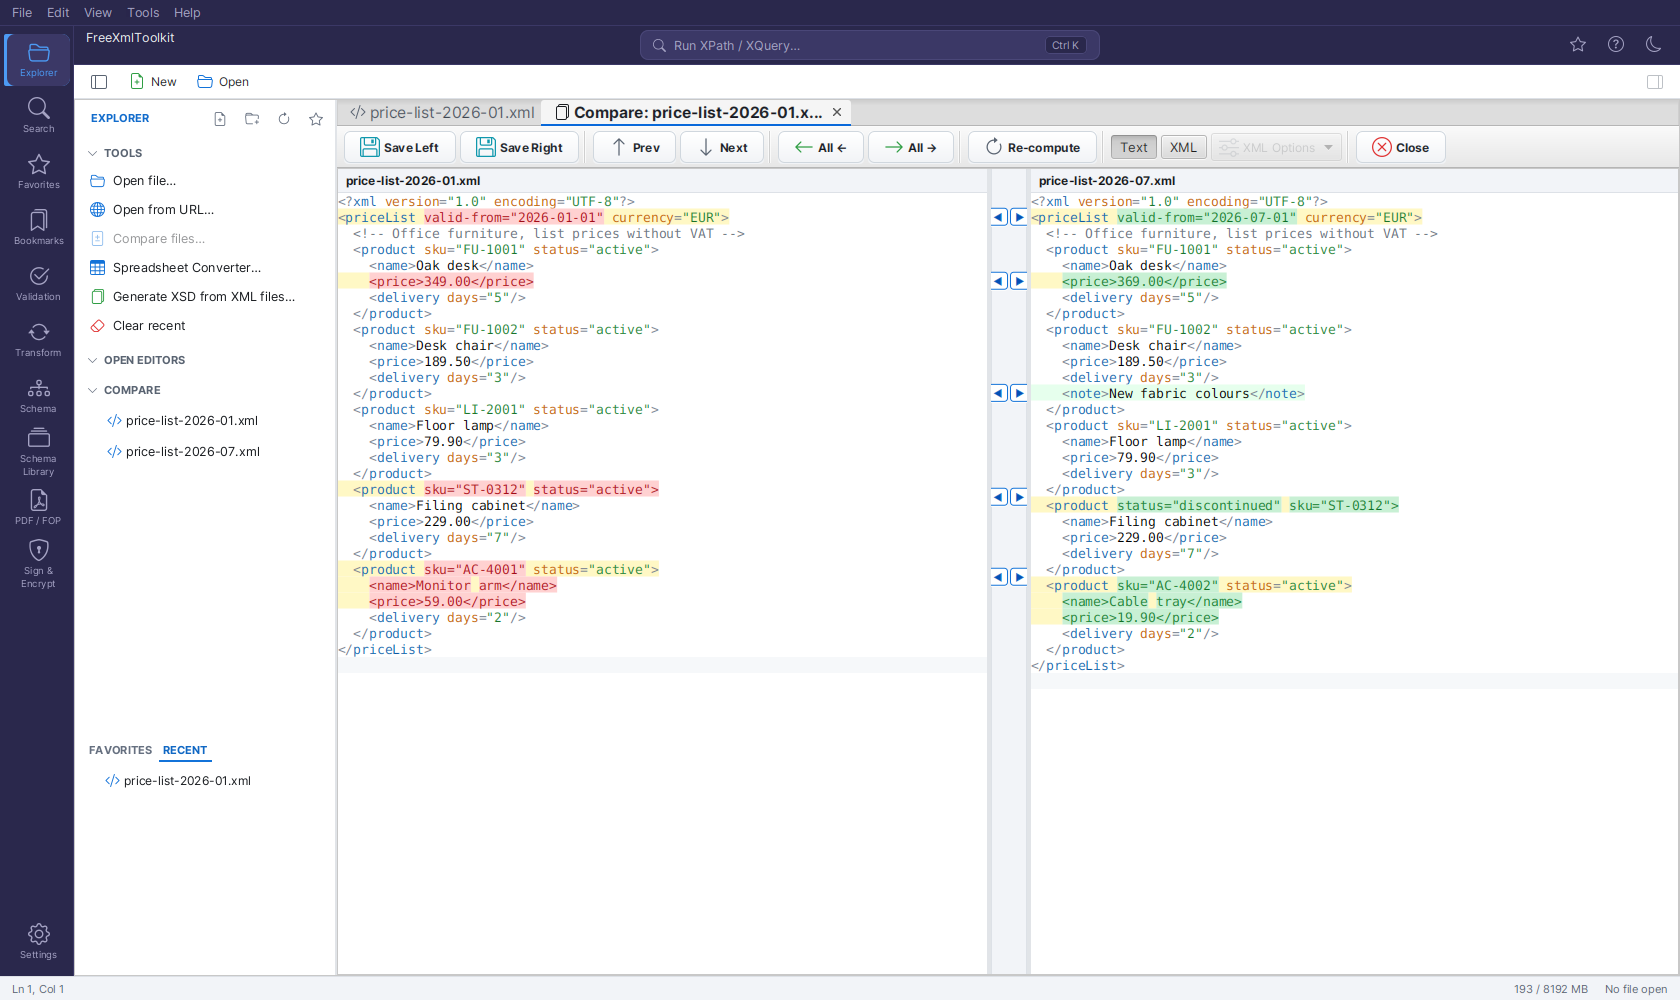 File Edit View Tools Help
FreeXmlToolkit
Run XPath / XQuery... Ctrl K
New Open
Explorer
Search
Favorites
Bookmarks
Validation
Transform
Schema
Schema
Library
PDF / FOP
Sign &
Encrypt
Settings
EXPLORER
TOOLS
Open file...
Open from URL...
Compare files...
Spreadsheet Converter...
Generate XSD from XML files...
Clear recent
OPEN EDITORS
COMPARE
price-list-2026-01.xml
price-list-2026-07.xml
FAVORITES RECENT
price-list-2026-01.xml
price-list-2026-01.xml Compare: price-list-2026-01.x...
Save Left Save Right Prev Next All ← All → Re-compute Text XML XML Options Close
price-list-2026-01.xml
<?xml version="1.0" encoding="UTF-8"?>
<priceList valid-from="2026-01-01" currency="EUR">
  <!-- Office furniture, list prices without VAT -->
  <product sku="FU-1001" status="active">
    <name>Oak desk</name>
    <price>349.00</price>
    <delivery days="5"/>
  </product>
  <product sku="FU-1002" status="active">
    <name>Desk chair</name>
    <price>189.50</price>
    <delivery days="3"/>
  </product>
  <product sku="LI-2001" status="active">
    <name>Floor lamp</name>
    <price>79.90</price>
    <delivery days="3"/>
  </product>
  <product sku="ST-0312" status="active">
    <name>Filing cabinet</name>
    <price>229.00</price>
    <delivery days="7"/>
  </product>
  <product sku="AC-4001" status="active">
    <name>Monitor arm</name>
    <price>59.00</price>
    <delivery days="2"/>
  </product>
</priceList>
price-list-2026-07.xml
<?xml version="1.0" encoding="UTF-8"?>
<priceList valid-from="2026-07-01" currency="EUR">
  <!-- Office furniture, list prices without VAT -->
  <product sku="FU-1001" status="active">
    <name>Oak desk</name>
    <price>369.00</price>
    <delivery days="5"/>
  </product>
  <product sku="FU-1002" status="active">
    <name>Desk chair</name>
    <price>189.50</price>
    <delivery days="3"/>
    <note>New fabric colours</note>
  </product>
  <product sku="LI-2001" status="active">
    <name>Floor lamp</name>
    <price>79.90</price>
    <delivery days="3"/>
  </product>
  <product status="discontinued" sku="ST-0312">
    <name>Filing cabinet</name>
    <price>229.00</price>
    <delivery days="7"/>
  </product>
  <product sku="AC-4002" status="active">
    <name>Cable tray</name>
    <price>19.90</price>
    <delivery days="2"/>
  </product>
</priceList>
Ln 1, Col 1 193 / 8192 MB No file open